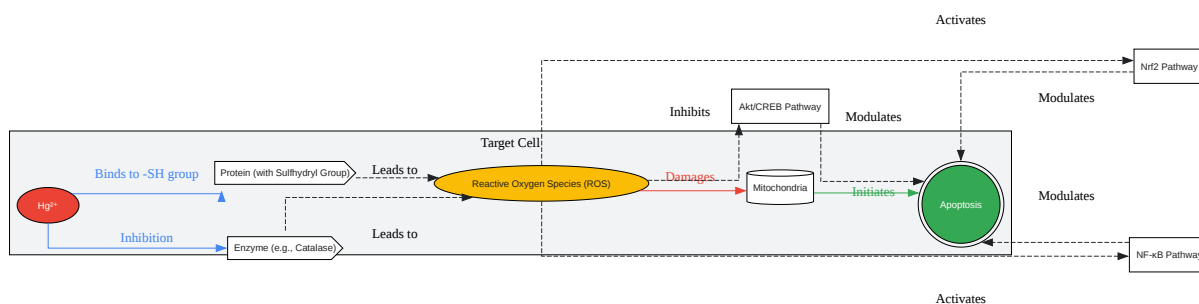 Activates
Nrf2 Pathway
Modulates
Akt/CREB Pathway
Inhibits
Modulates
Target Cell
Protein (with Sulfhydryl Group)
Leads to
Binds to -SH group
Reactive Oxygen Species (ROS)
Damages
Mitochondria
Initiates
Hg²⁺
Apoptosis
Modulates
Inhibition
Enzyme (e.g., Catalase)
Leads to
NF-κB Pathway
Activates